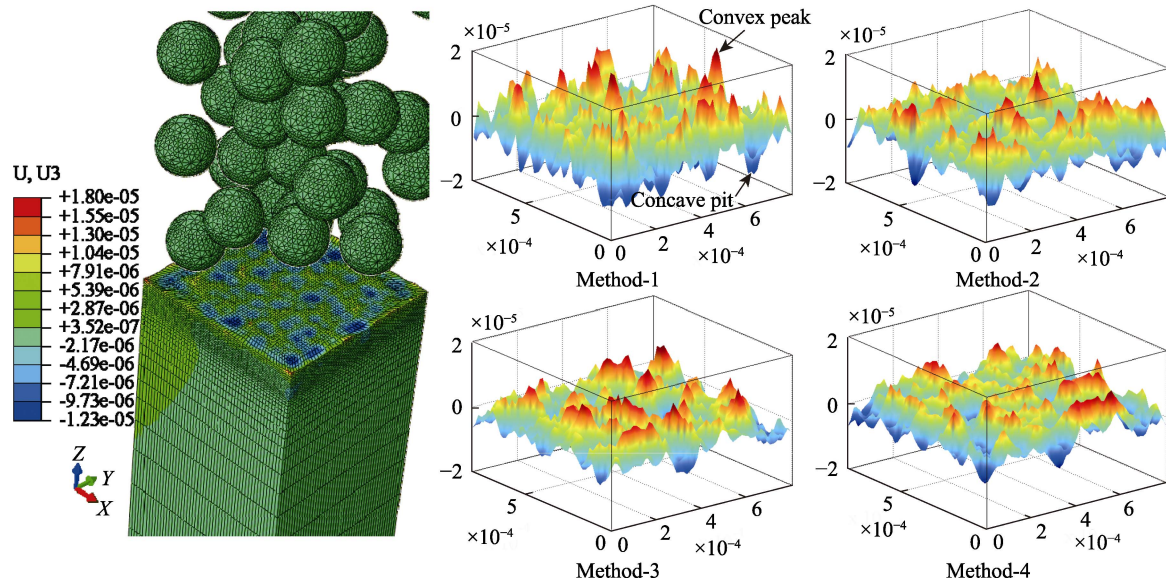 U, U3
+1.80e-05
+1.55e-05
+1.30e-05
+1.04e-05
+7.91e-06
+5.39e-06
+2.87e-06
+3.52e-07
-2.17e-06
-4.69e-06
-7.21e-06
-9.73e-06
-1.23e-05
Z
Y
X
×10⁻⁵
2
0
−2
Convex peak
Concave pit
5
×10⁻⁴
0 0
2
4
6
×10⁻⁴
Method-1
×10⁻⁵
2
0
−2
5
×10⁻⁴
0 0
2
4
6
×10⁻⁴
Method-2
×10⁻⁵
2
0
−2
5
×10⁻⁴
0 0
2
4
6
×10⁻⁴
Method-3
×10⁻⁵
2
0
−2
5
×10⁻⁴
0 0
2
4
6
×10⁻⁴
Method-4